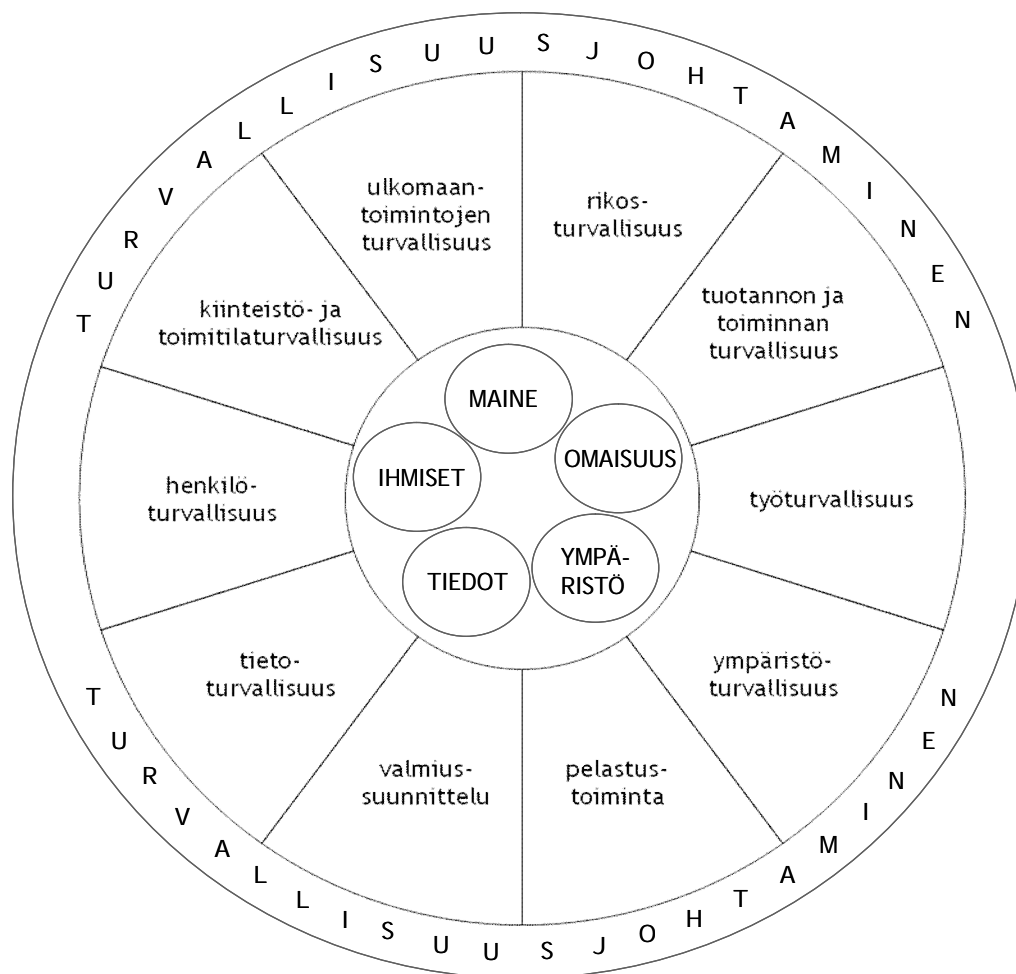 TURVALLISUUSJOHTAMINEN
ulkomaan-
toimintojen
turvallisuus
rikos-
turvallisuus
kiinteistö- ja
toimitilaturvallisuus
tuotannon ja
toiminnan
turvallisuus
MAINE
OMAISUUS
IHMISET
henkilö-
turvallisuus
työturvallisuus
TIEDOT
YMPÄ-
RISTÖ
tieto-
turvallisuus
ympäristö-
turvallisuus
valmius-
suunnittelu
pelastus-
toiminta
TURVALLISUUSJOHTAMINEN